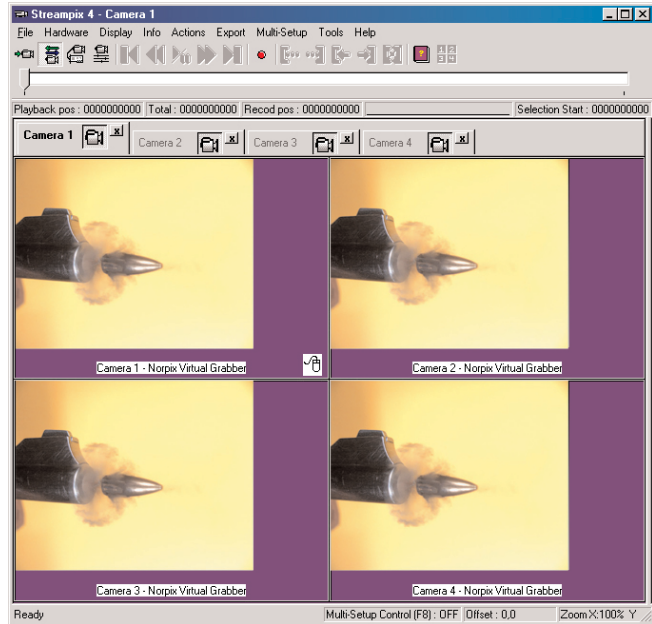 Streampix 4 - Camera 1
File Hardware Display Info Actions Export Multi-Setup Tools Help
Playback pos : 0000000000 Total : 0000000000 Recod pos : 0000000000 Selection Start : 0000000000
Camera 1 x Camera 2 x Camera 3 x Camera 4 x
Camera 1 - Norpix Virtual Grabber
Camera 2 - Norpix Virtual Grabber
Camera 3 - Norpix Virtual Grabber
Camera 4 - Norpix Virtual Grabber
Ready Multi-Setup Control (F8) : OFF Offset : 0,0 Zoom X:100% Y